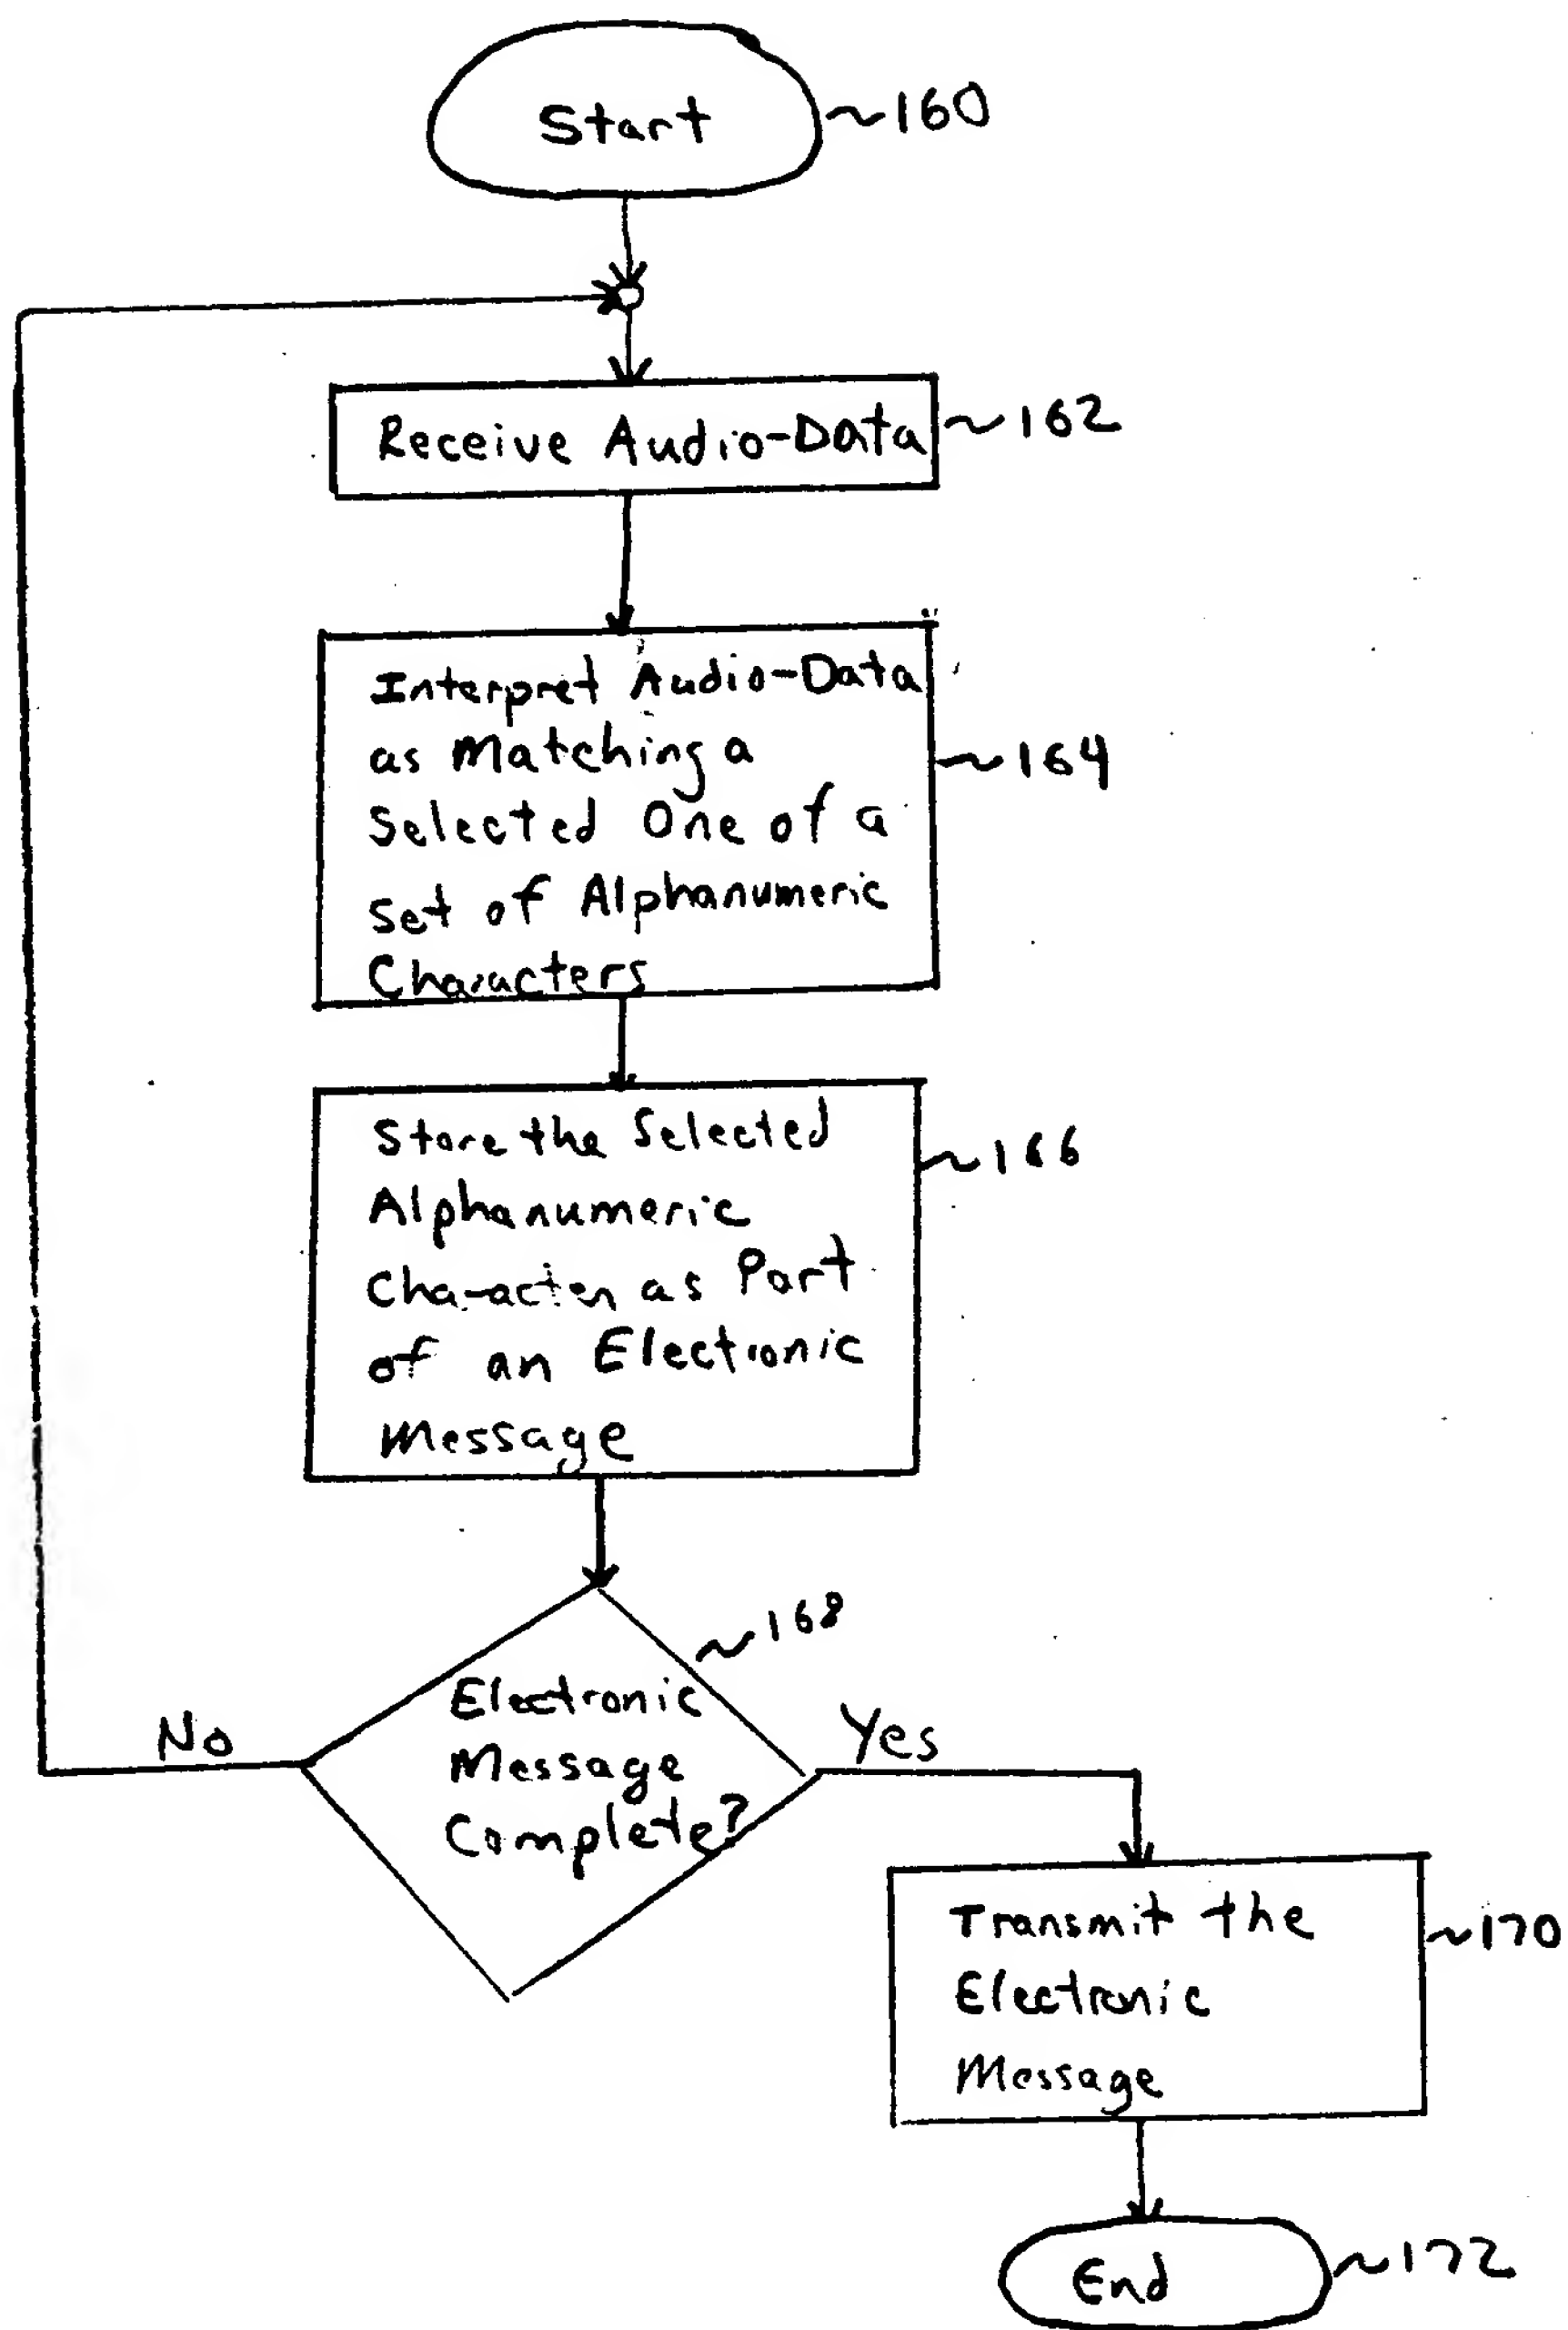 Start ~160
Receive Audio-Data ~162
Interpret Audio-Data
as Matching a
Selected One of a
Set of Alphanumeric
Characters
~164
Store the Selected
Alphanumeric
Character as Part
of an Electronic
Message
~166
~168
Electronic
Message
Complete?
No
Yes
Transmit the
Electronic
Message
~170
End ~172